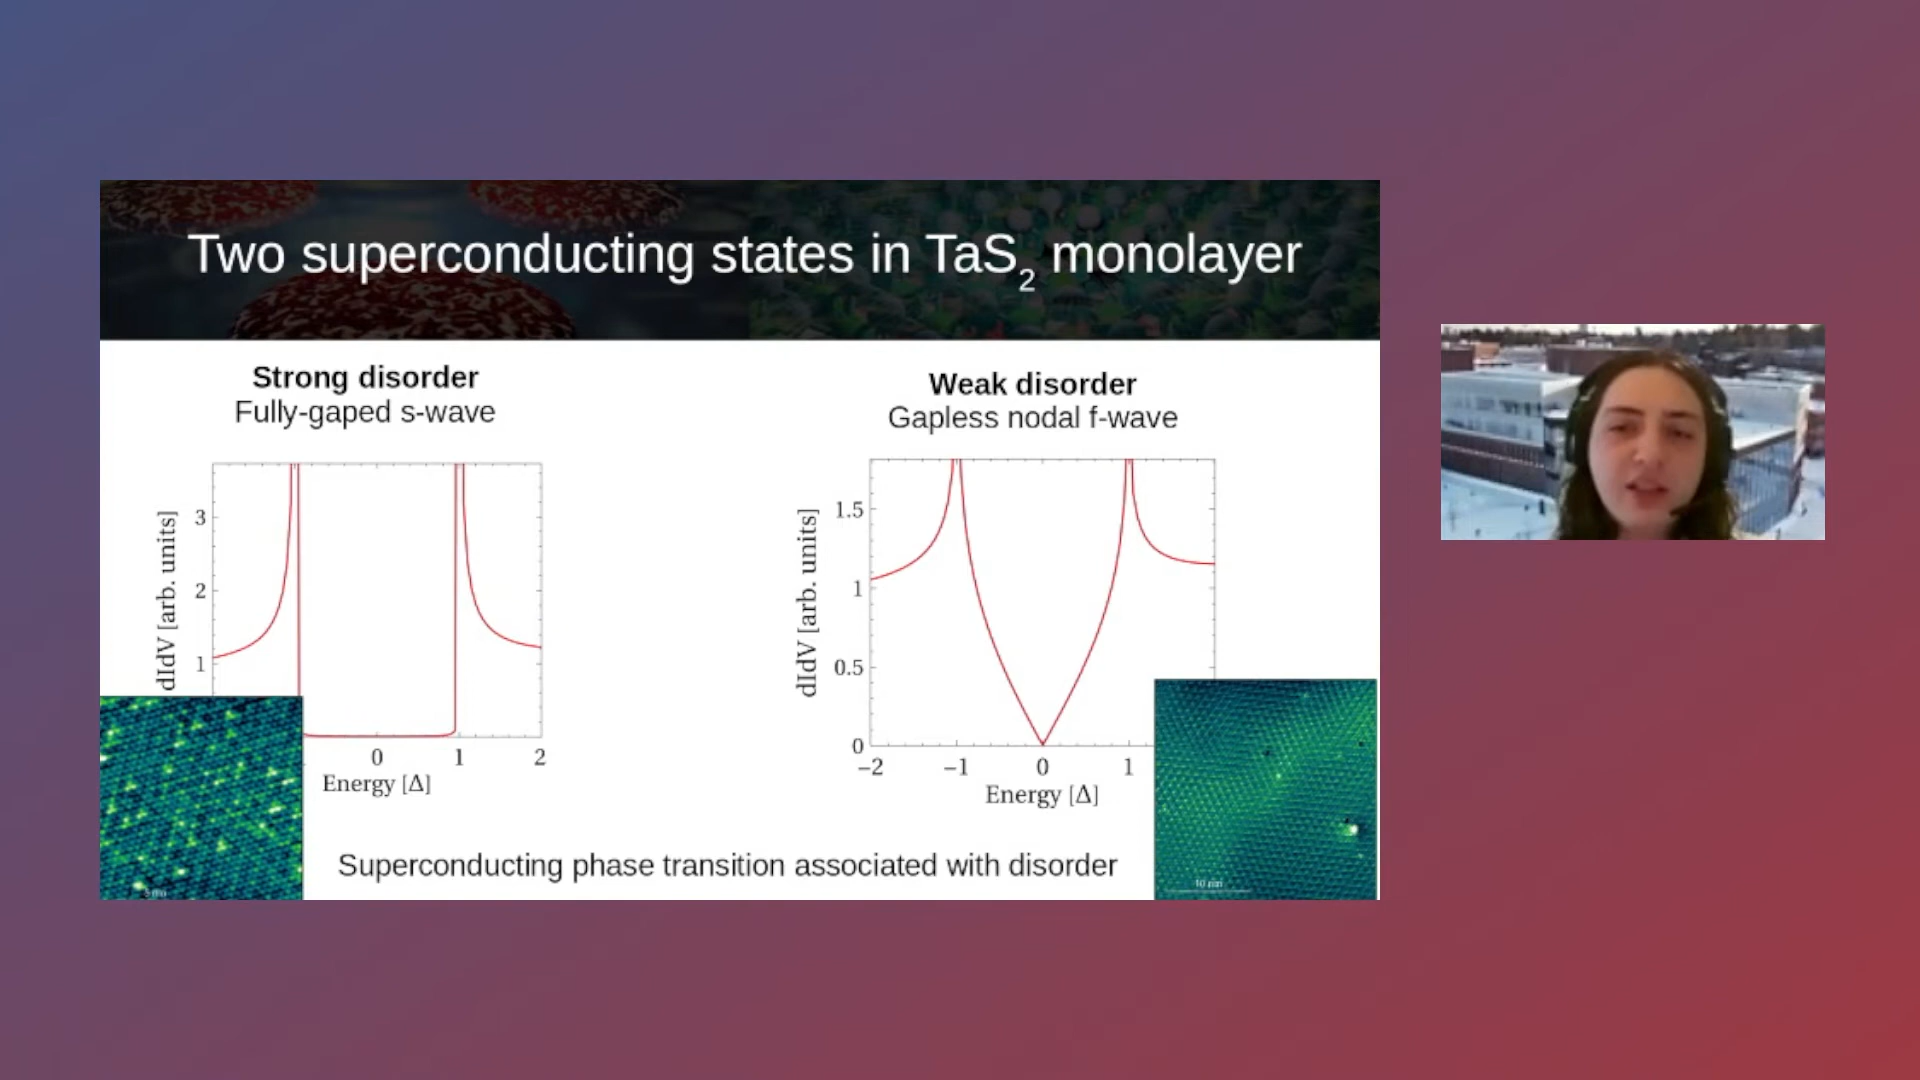 Two superconducting states in TaS₂ monolayer
Strong disorder
Fully-gaped s-wave
Weak disorder
Gapless nodal f-wave
dIdV [arb. units]
3
2
1
0
1
2
Energy [Δ]
dIdV [arb. units]
1.5
1
0.5
0
−2
−1
0
1
Energy [Δ]
Superconducting phase transition associated with disorder
10 nm